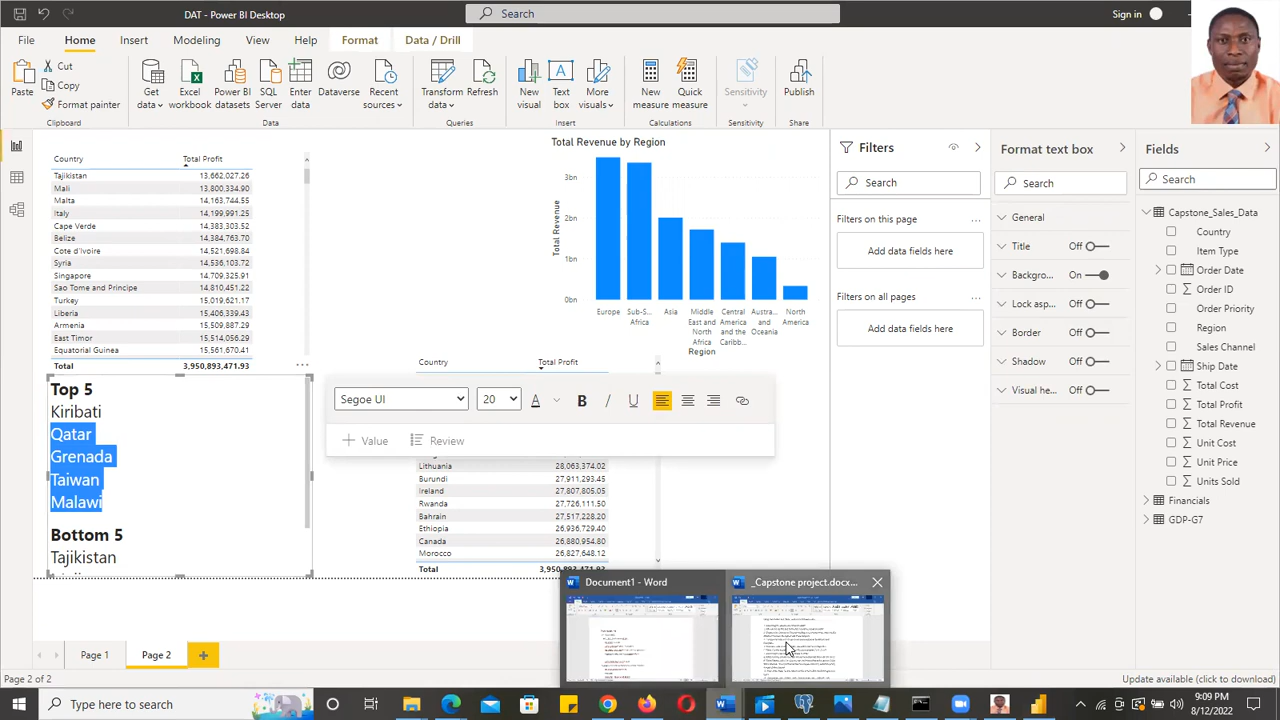 DAT - Power BI Desktop
Search
Sign in
File
Home
Insert
Modeling
View
Help
Format
Data / Drill
Paste
Cut
Copy
Format painter
Get data
Excel workbook
Power BI datasets
SQL Server
Enter data
Dataverse
Recent sources
Transform data
Refresh
New visual
Text box
More visuals
New measure
Quick measure
Sensitivity
Publish
Clipboard
Data
Queries
Insert
Calculations
Sensitivity
Share
Country Total Profit
Tajikistan 13,662,027.26
Mali 13,800,334.90
Malta 14,163,744.55
Italy 14,199,991.25
Cape Verde 14,383,303.52
Belize 14,384,763.70
Cote d'Ivoire 14,521,698.84
Syria 14,536,103.72
Singapore 14,709,325.91
Sao Tome and Principe 14,810,451.22
Turkey 15,019,621.17
Liberia 15,406,339.43
Armenia 15,509,887.29
East Timor 15,514,056.29
Equatorial Guinea 15,561,670.41
Total 3,950,893,471.93
Total Revenue by Region
Total Revenue
3bn
2bn
1bn
0bn
Europe
Sub-S... Africa
Asia
Middle East and North Africa
Central America and the Caribb...
Austra... and Oceania
North America
Region
Top 5
Kiribati
Qatar
Grenada
Taiwan
Malawi
Bottom 5
Tajikistan
Country Total Profit
Segoe UI
20
A
B
I
U
Value
Review
Lithuania 28,063,374.02
Burundi 27,911,293.45
Ireland 27,807,805.05
Rwanda 27,726,111.50
Bahrain 27,517,228.20
Ethiopia 26,936,729.40
Canada 26,880,954.80
Morocco 26,827,648.12
Total 3,950,893,471.93
Filters
Search
Filters on this page
Add data fields here
Filters on all pages
Add data fields here
Format text box
Search
General
Title Off
Backgro... On
Lock asp... Off
Border Off
Shadow Off
Visual he... Off
Fields
Search
Capstone_Sales_Data
Country
Item Type
Order Date
Order ID
Order Priority
Region
Sales Channel
Ship Date
Total Cost
Total Profit
Total Revenue
Unit Cost
Unit Price
Units Sold
Financials
GDP-G7
Document1 - Word
_Capstone project.docx...
Page
Page 2 of 2
Update available (click to download)
Type here to search
9:09 PM
8/12/2022